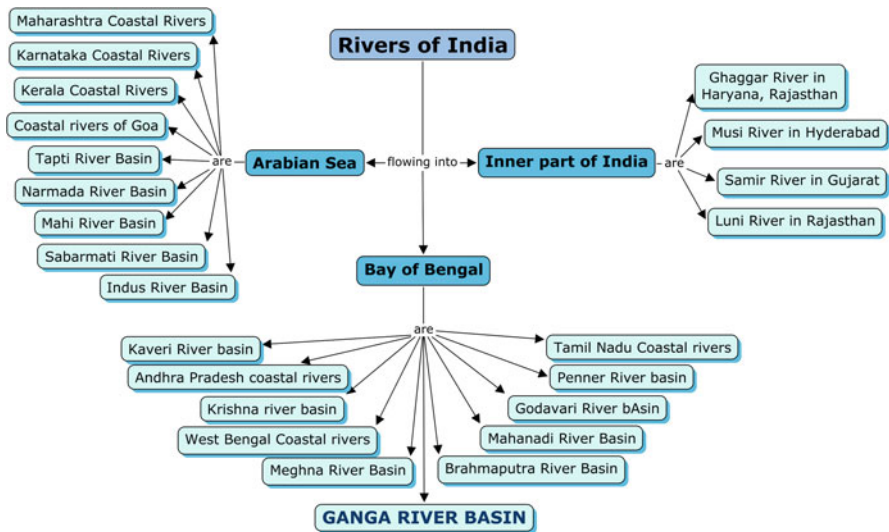 Rivers of India
flowing into
Arabian Sea
are
Maharashtra Coastal Rivers
Karnataka Coastal Rivers
Kerala Coastal Rivers
Coastal rivers of Goa
Tapti River Basin
Narmada River Basin
Mahi River Basin
Sabarmati River Basin
Indus River Basin
Inner part of India
are
Ghaggar River in
Haryana, Rajasthan
Musi River in Hyderabad
Samir River in Gujarat
Luni River in Rajasthan
Bay of Bengal
are
Kaveri River basin
Andhra Pradesh coastal rivers
Krishna river basin
West Bengal Coastal rivers
Meghna River Basin
GANGA RIVER BASIN
Brahmaputra River Basin
Mahanadi River Basin
Godavari River bAsin
Penner River basin
Tamil Nadu Coastal rivers